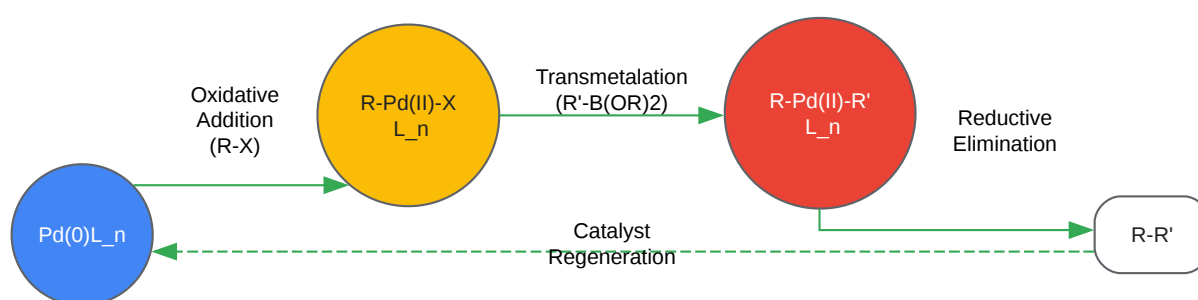 Oxidative
Addition
(R-X)
Pd(0)L_n
R-Pd(II)-X
L_n
Transmetalation
(R'-B(OR)2)
R-Pd(II)-R'
L_n
Reductive
Elimination
R-R'
Catalyst
Regeneration